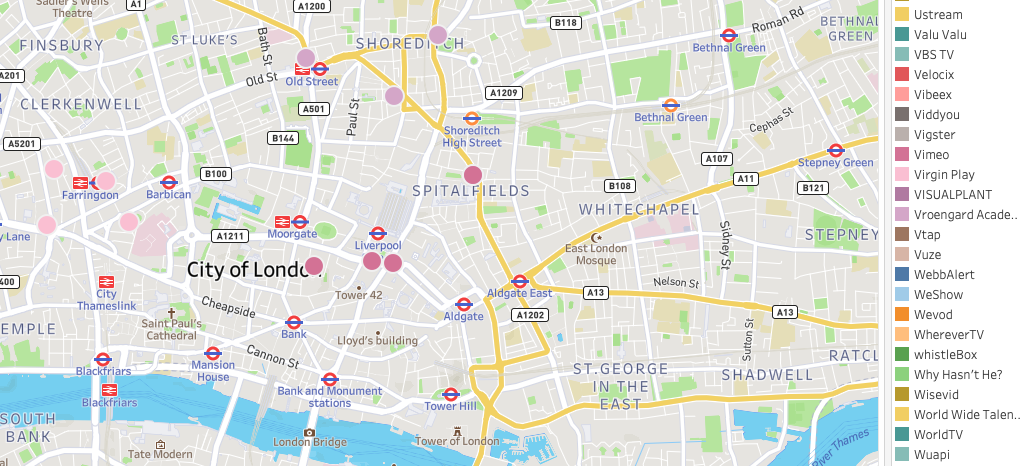 Sadler's Wells
Theatre
A1
A1200
B118
Roman Rd
BETHNAL
GREEN
FINSBURY
ST LUKE'S
Bath St
SHOREDITCH
Bethnal Green
A201
Old St
Old Street
CLERKENWELL
A501
Paul St
A1209
Bethnal Green
Cephas St
A5201
B144
Shoreditch
High Street
A107
Stepney Green
B100
A11
Farringdon
Barbican
SPITALFIELDS
B108
B121
WHITECHAPEL
Moorgate
y Lane
A1211
Liverpool
Sidney St
STEPNEY
East London
Mosque
City of London
400
City
Thameslink
Tower 42
Aldgate East
Nelson St
A13
Cheapside
Aldgate
A1202
A13
EMPLE
Saint Paul's
Cathedral
Bank
Lloyd's building
Sutton St
Cannon St
Mansion
House
Blackfriars
RATCL
ST.GEORGE
IN THE
EAST
SHADWELL
Bank and Monument
stations
Blackfriars
Tower Hill
SOUTH
BANK
London Bridge
Tower of London
Tate Modern
River Thames
Ustream
Valu Valu
VBS TV
Velocix
Vibeex
Viddyou
Vigster
Vimeo
Virgin Play
VISUALPLANT
Vroengard Acade..
Vtap
Vuze
WebbAlert
WeShow
Wevod
WhereverTV
whistleBox
Why Hasn't He?
Wisevid
World Wide Talen..
WorldTV
Wuapi